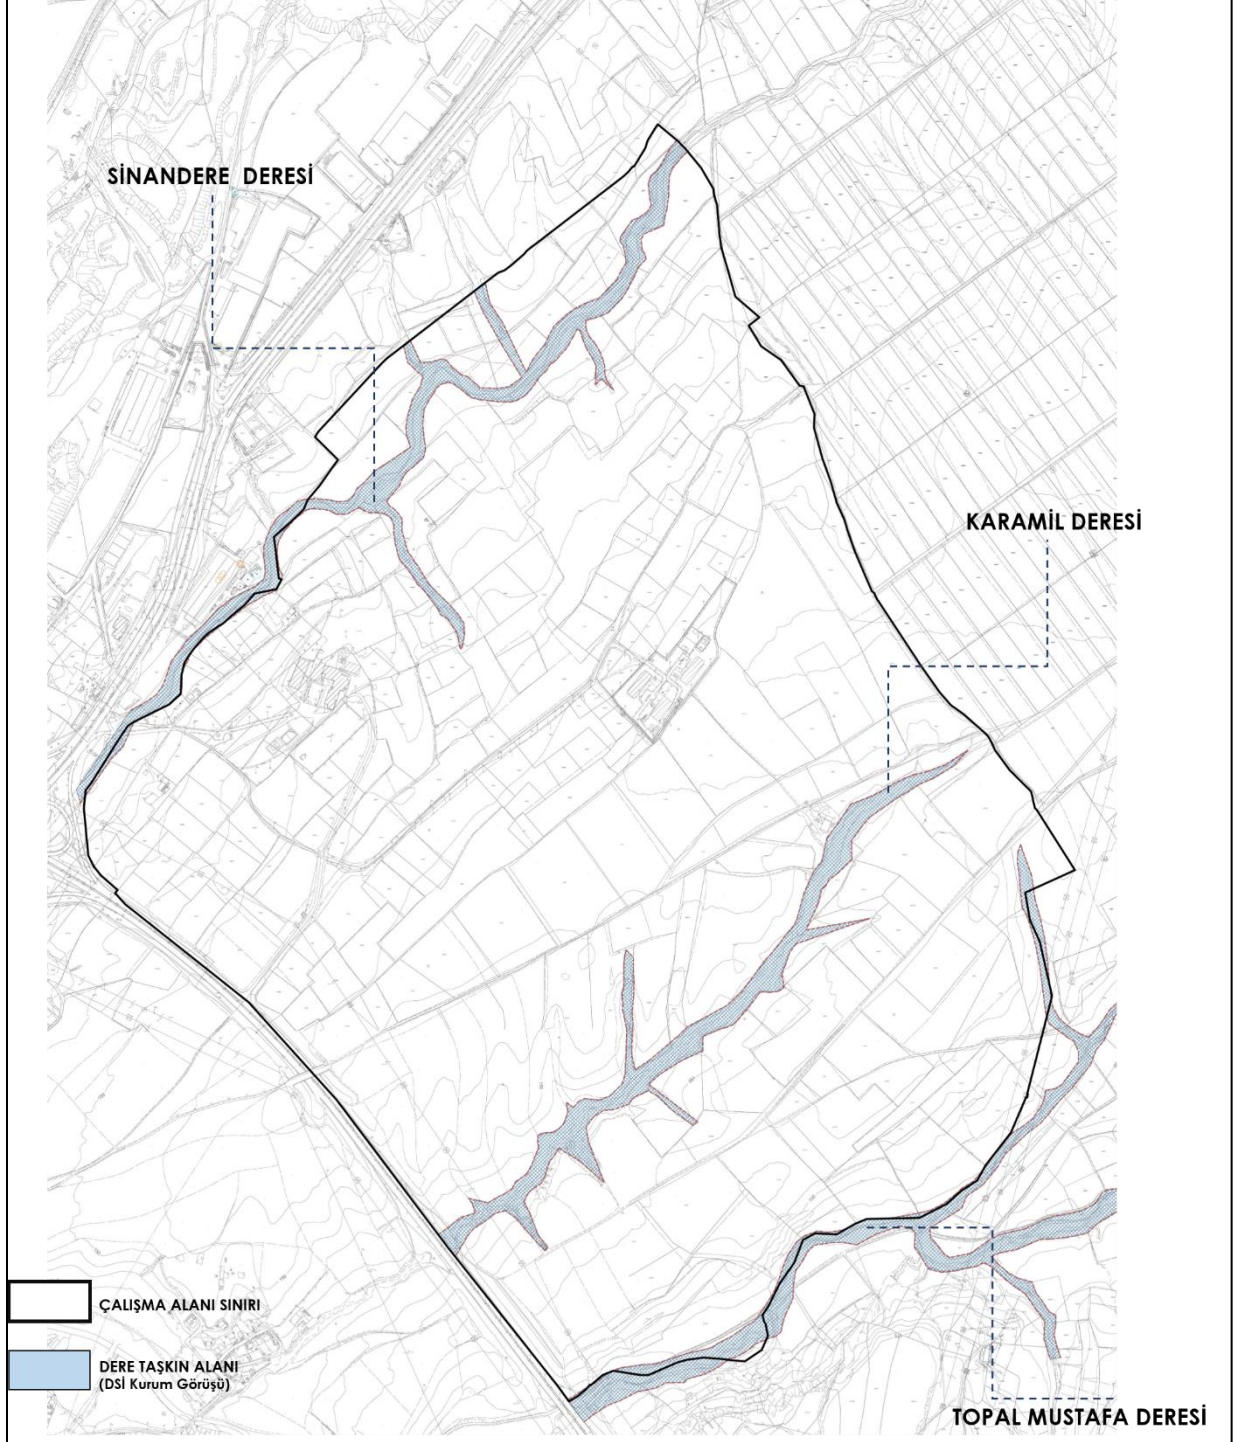 SİNANDERE DERESİ
KARAMİL DERESİ
ÇALIŞMA ALANI SINIRI
DERE TAŞKIN ALANI
(DSİ Kurum Görüşü)
TOPAL MUSTAFA DERESİ